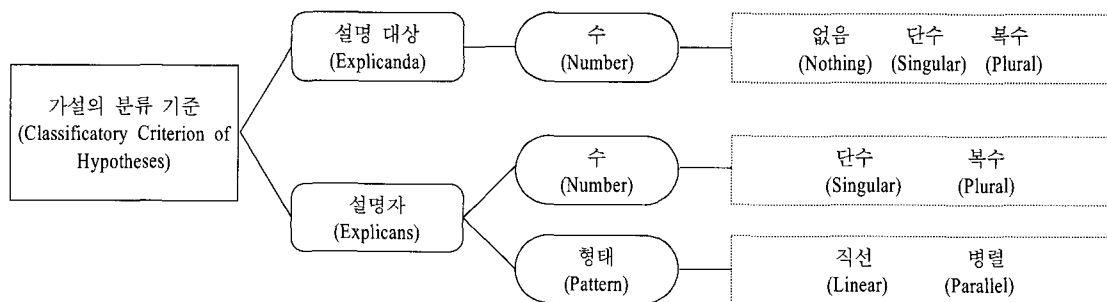 가설의 분류 기준
(Classificatory Criterion of
Hypotheses)
설명 대상
(Explicanda)
수
(Number)
없음 단수 복수
(Nothing) (Singular) (Plural)
설명자
(Explicans)
수
(Number)
단수 복수
(Singular) (Plural)
형태
(Pattern)
직선 병렬
(Linear) (Parallel)